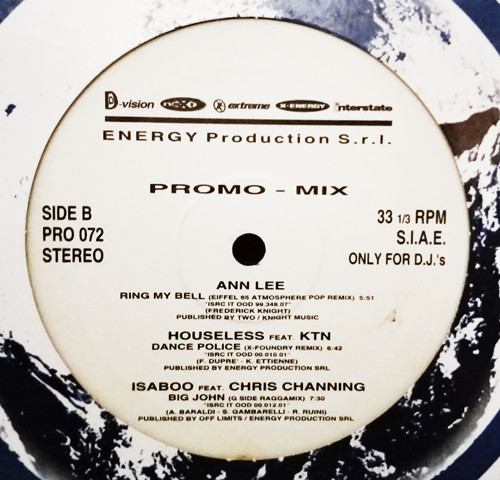 D-vision next extreme X-ENERGY interstate
ENERGY Production S.r.l.
PROMO - MIX
SIDE B
PRO 072
STEREO
33 1/3 RPM
S.I.A.E.
ONLY FOR D.J.'s
ANN LEE
RING MY BELL (EIFFEL 65 ATMOSPHERE POP REMIX) 5:51
"ISRC IT OOD 99 348 07"
(FREDERICK KNIGHT)
PUBLISHED BY TWO / KNIGHT MUSIC
HOUSELESS FEAT. KTN
DANCE POLICE (X-FOUNDRY REMIX) 6:42
"ISRC IT OOD 00.010 01"
(F. DUPRE' - K. ETTIENNE)
PUBLISHED BY ENERGY PRODUCTION SRL
ISABOO FEAT. CHRIS CHANNING
BIG JOHN (G SIDE RAGGAMIX) 7:30
"ISRC IT OOD 00.012.01"
(A. BARALDI - S. GAMBARELLI - R. RUINI)
PUBLISHED BY OFF LIMITS / ENERGY PRODUCTION SRL